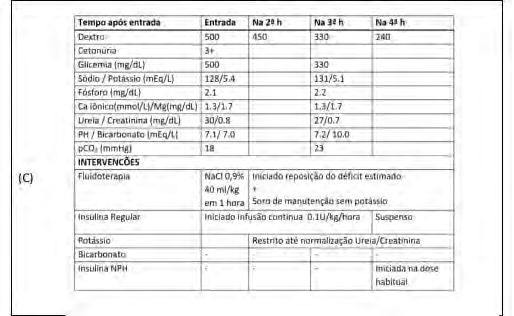 Tempo após entrada Entrada Na 2ª h Na 3ª h Na 4ª h
Dextro 500 450 330 240
Cetonúria 3+
Glicemia (mg/dL) 500 330
Sódio / Potássio (mEq/L) 128/5.4 131/5.1
Fósforo (mg/dL) 2.1 2.2
Ca iônico(mmol/L)/Mg(mg/dL) 1.3/1.7 1.3/1.7
Ureia / Creatinina (mg/dL) 30/0.8 27/0.7
PH / Bicarbonato (mEq/L) 7.1/ 7.0 7.2/ 10.0
pCO₂ (mmHg) 18 23
INTERVENCÕES
(C)
Fluidoterapia NaCl 0,9% Iniciado reposição do déficit estimado
40 ml/kg +
em 1 hora Soro de manutenção sem potássio
Insulina Regular Iniciado infusão continua 0.1U/kg/hora Suspenso
Potássio Restrito até normalização Ureia/Creatinina
Bicarbonato - - - -
Insulina NPH - - - Iniciada na dose
habitual